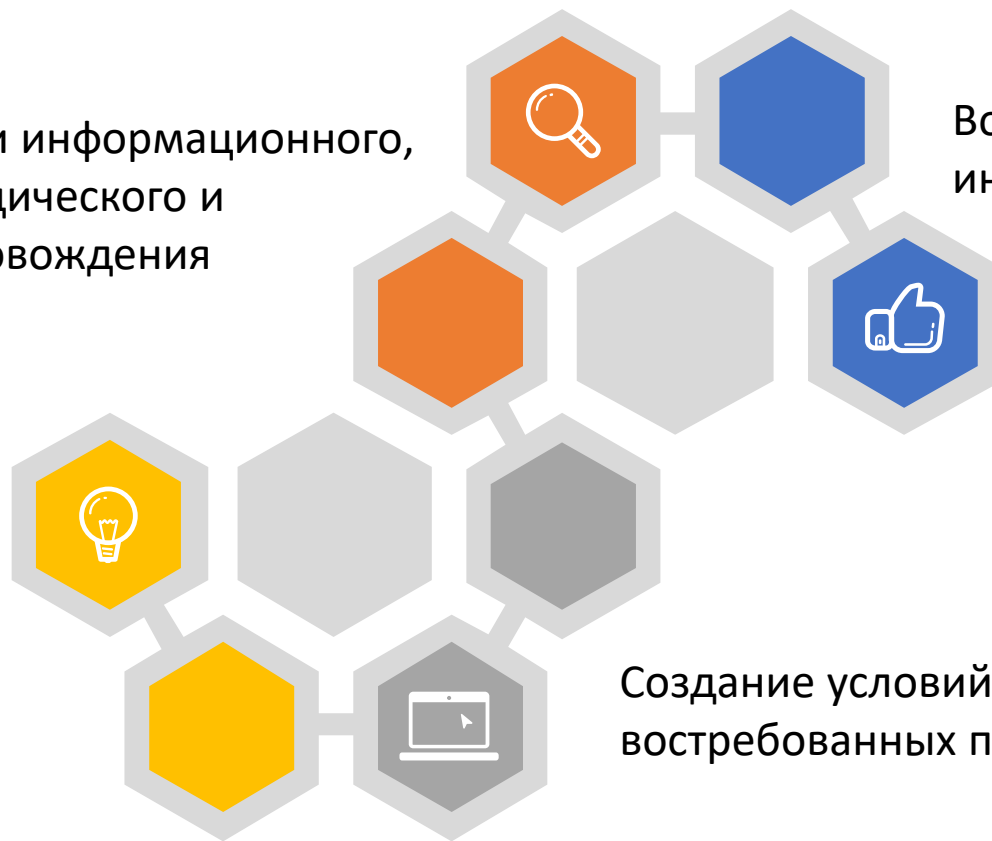 и информационного,
дического и
овождения
Во
ин
Создание условий
востребованных п